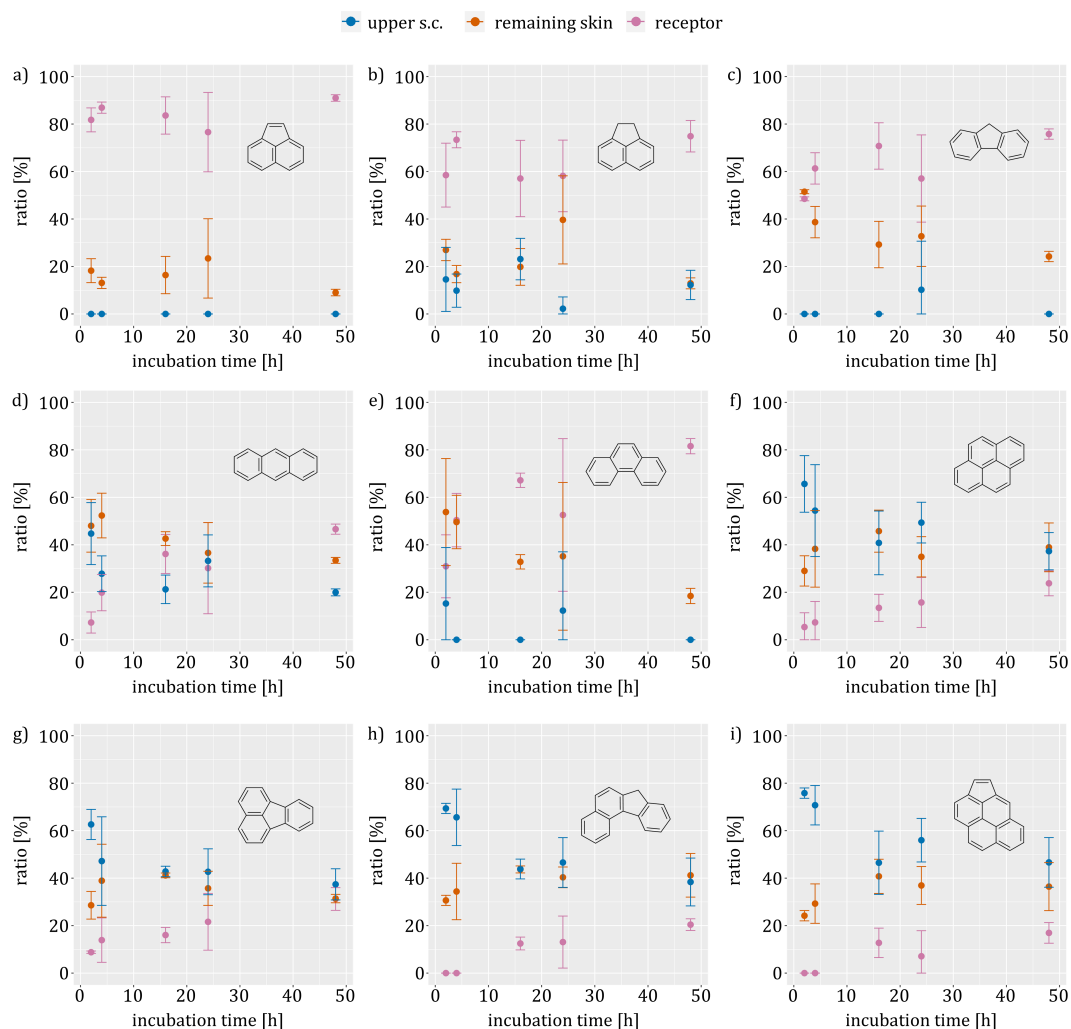 upper s.c. remaining skin receptor
a) b) c)
100 100 100
80 80 80
60 60 60
40 40 40
20 20 20
0 0 0
ratio [%] ratio [%] ratio [%]
0 10 20 30 40 50 0 10 20 30 40 50 0 10 20 30 40 50
incubation time [h] incubation time [h] incubation time [h]
d) e) f)
100 100 100
80 80 80
60 60 60
40 40 40
20 20 20
0 0 0
ratio [%] ratio [%] ratio [%]
0 10 20 30 40 50 0 10 20 30 40 50 0 10 20 30 40 50
incubation time [h] incubation time [h] incubation time [h]
g) h) i)
100 100 100
80 80 80
60 60 60
40 40 40
20 20 20
0 0 0
ratio [%] ratio [%] ratio [%]
0 10 20 30 40 50 0 10 20 30 40 50 0 10 20 30 40 50
incubation time [h] incubation time [h] incubation time [h]